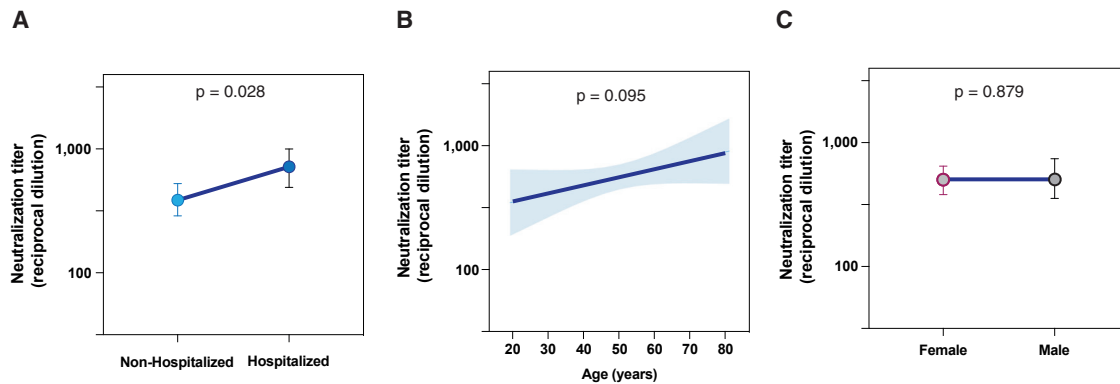 A
p = 0.028
Neutralization titer
(reciprocal dilution)
1,000
100
Non-Hospitalized
Hospitalized
B
p = 0.095
Neutralization titer
(reciprocal dilution)
1,000
100
20 30 40 50 60 70 80
Age (years)
C
p = 0.879
Neutralization titer
(reciprocal dilution)
1,000
100
Female
Male